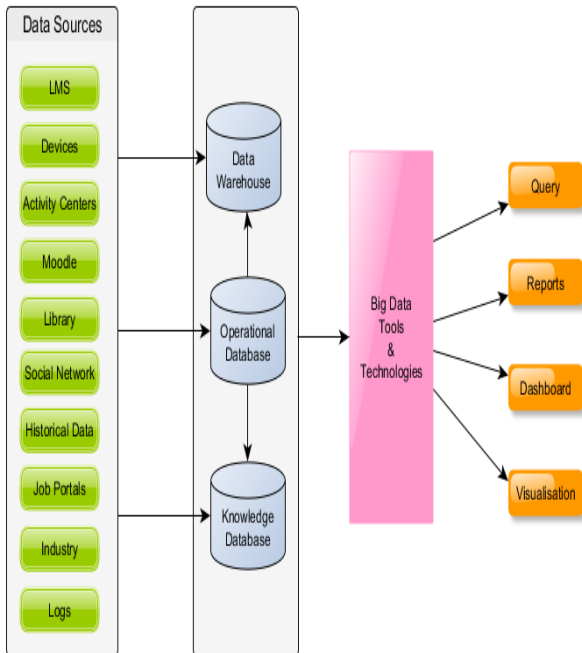 Data Sources
LMS
Devices
Activity Centers
Moodle
Library
Social Network
Historical Data
Job Portals
Industry
Logs
Data
Warehouse
Operational
Database
Knowledge
Database
Big Data
Tools
&
Technologies
Query
Reports
Dashboard
Visualisation